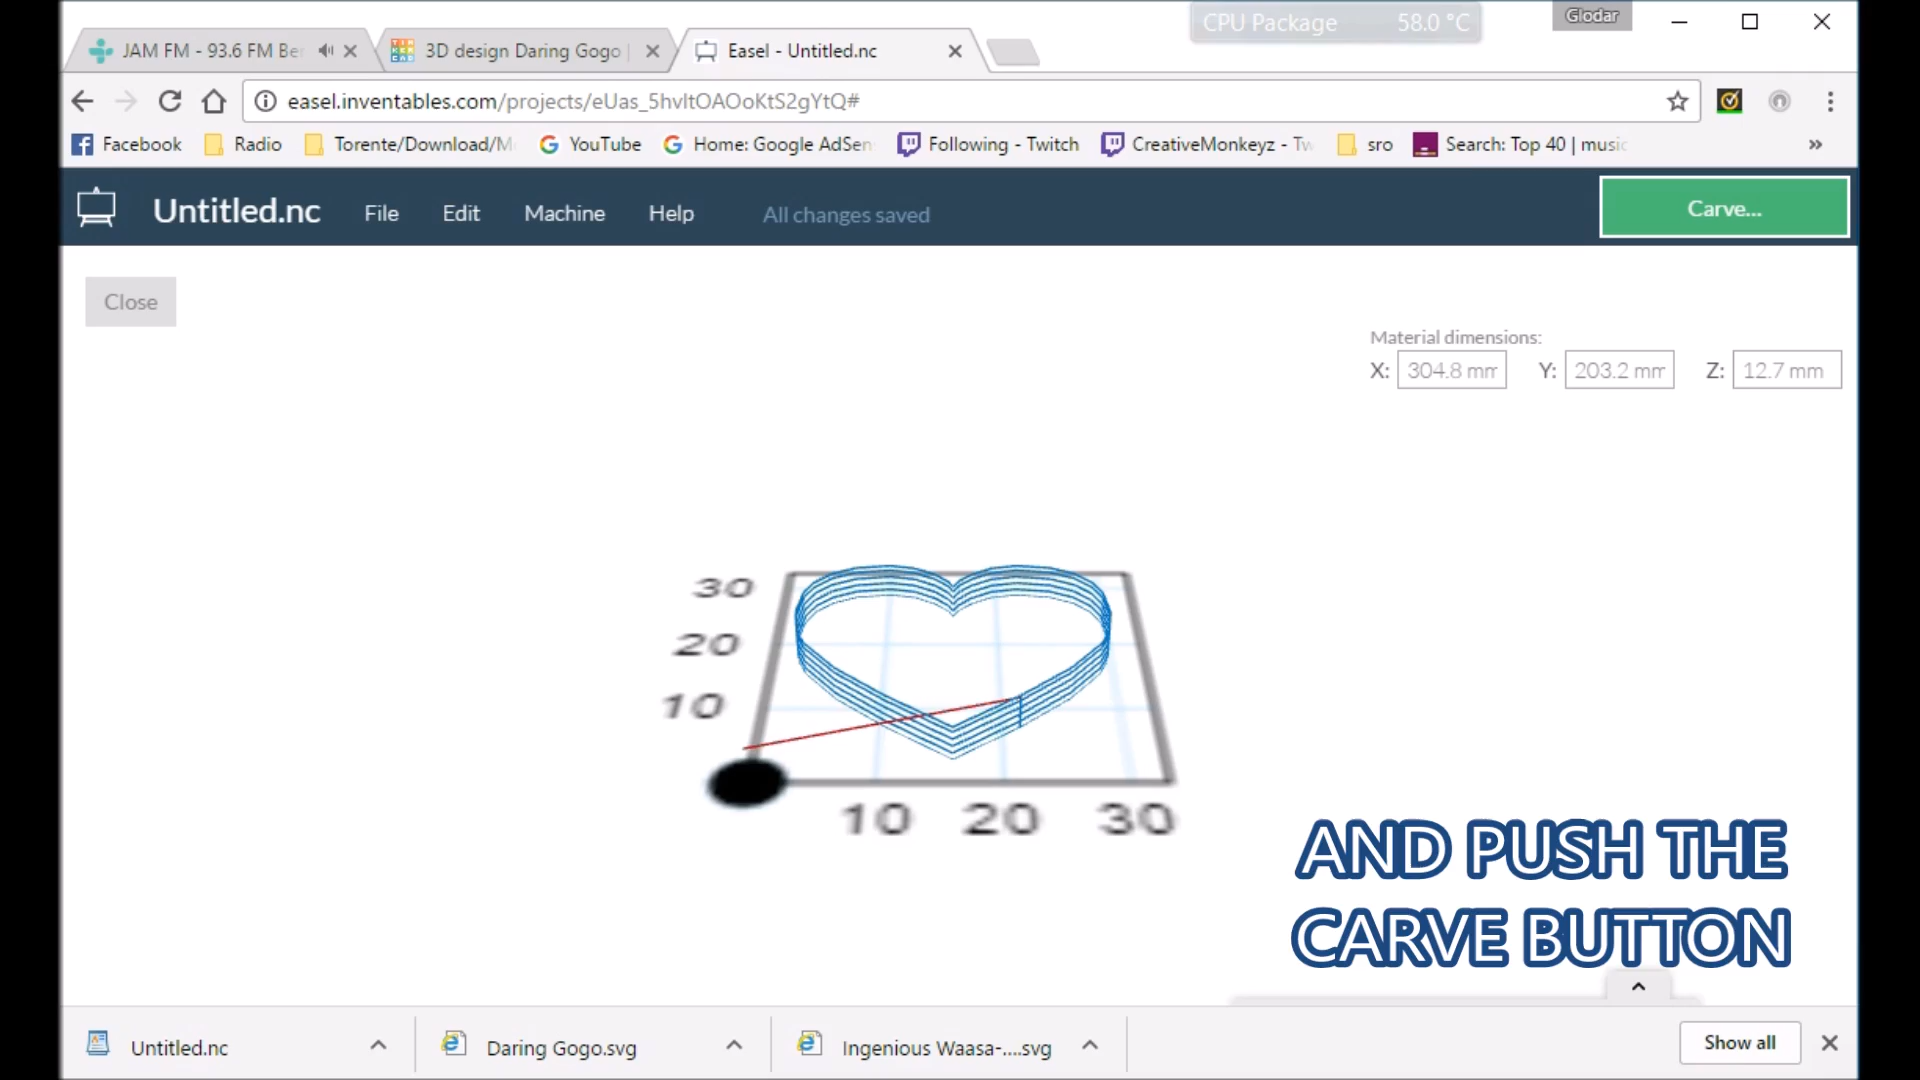 CPU Package 58.0 °C
Glodar
JAM FM - 93.6 FM Be
3D design Daring Gogo |
Easel - Untitled.nc
easel.inventables.com/projects/eUas_5hvItOAOoKtS2gYtQ#
Facebook Radio Torente/Download/M YouTube Home: Google AdSen Following - Twitch CreativeMonkeyz - Tw sro Search: Top 40 | music »
Untitled.nc File Edit Machine Help All changes saved Carve...
Close
Material dimensions:
X: 304.8 mm Y: 203.2 mm Z: 12.7 mm
30
20
10
10 20 30
AND PUSH THE
CARVE BUTTON
Untitled.nc Daring Gogo.svg Ingenious Waasa-....svg Show all